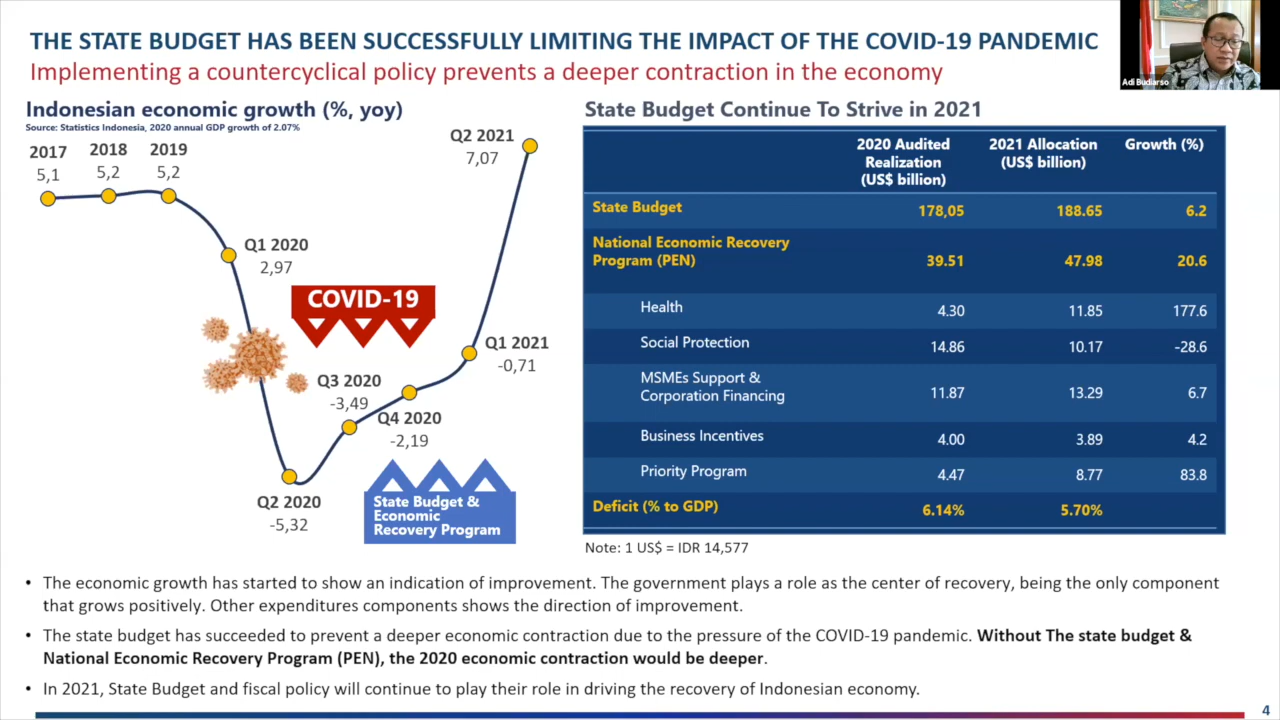 THE STATE BUDGET HAS BEEN SUCCESSFULLY LIMITING THE IMPACT OF THE COVID-19 PANDEMIC
Implementing a countercyclical policy prevents a deeper contraction in the economy
Adi Budiarso
Indonesian economic growth (%, yoy)
Source: Statistics Indonesia, 2020 annual GDP growth of 2.07%
2017
5,1
2018
5,2
2019
5,2
Q1 2020
2,97
Q2 2020
-5,32
Q3 2020
-3,49
Q4 2020
-2,19
Q1 2021
-0,71
Q2 2021
7,07
COVID-19
State Budget &
Economic
Recovery Program
State Budget Continue To Strive in 2021
2020 Audited
Realization
(US$ billion)
2021 Allocation
(US$ billion)
Growth (%)
State Budget 178,05 188.65 6.2
National Economic Recovery
Program (PEN) 39.51 47.98 20.6
Health 4.30 11.85 177.6
Social Protection 14.86 10.17 -28.6
MSMEs Support &
Corporation Financing 11.87 13.29 6.7
Business Incentives 4.00 3.89 4.2
Priority Program 4.47 8.77 83.8
Deficit (% to GDP) 6.14% 5.70%
Note: 1 US$ = IDR 14,577
• The economic growth has started to show an indication of improvement. The government plays a role as the center of recovery, being the only component
that grows positively. Other expenditures components shows the direction of improvement.
• The state budget has succeeded to prevent a deeper economic contraction due to the pressure of the COVID-19 pandemic. Without The state budget &
National Economic Recovery Program (PEN), the 2020 economic contraction would be deeper.
• In 2021, State Budget and fiscal policy will continue to play their role in driving the recovery of Indonesian economy.
4